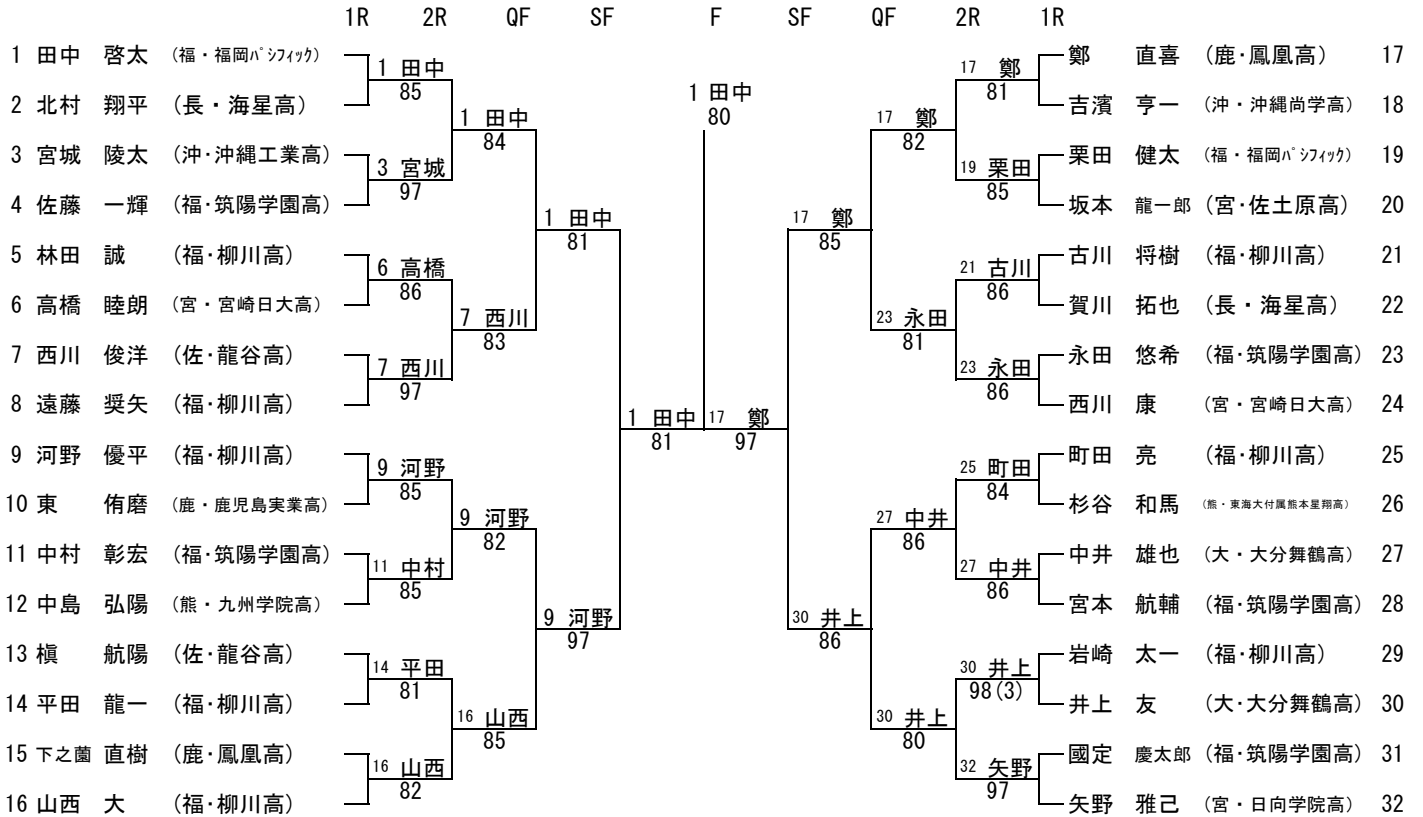 1R 2R QF SF F SF QF 2R 1R
1 田中 啓太 (福・福岡パシフィック)
2 北村 翔平 (長・海星高)
3 宮城 陵太 (沖・沖縄工業高)
4 佐藤 一輝 (福・筑陽学園高)
5 林田 誠 (福・柳川高)
6 高橋 睦朗 (宮・宮崎日大高)
7 西川 俊洋 (佐・龍谷高)
8 遠藤 奨矢 (福・柳川高)
9 河野 優平 (福・柳川高)
10 東 侑磨 (鹿・鹿児島実業高)
11 中村 彰宏 (福・筑陽学園高)
12 中島 弘陽 (熊・九州学院高)
13 槇 航陽 (佐・龍谷高)
14 平田 龍一 (福・柳川高)
15 下之薗 直樹 (鹿・鳳凰高)
16 山西 大 (福・柳川高)
1 田中
85
3 宮城
97
6 高橋
86
7 西川
97
9 河野
85
11 中村
85
14 平田
81
16 山西
82
1 田中
84
7 西川
83
9 河野
82
16 山西
85
1 田中
81
9 河野
97
1 田中
81
1 田中
80
17 鄭
97
17 鄭
85
30 井上
86
17 鄭
82
23 永田
81
27 中井
86
30 井上
80
17 鄭
81
19 栗田
85
21 古川
86
23 永田
86
25 町田
84
27 中井
86
30 井上
98(3)
32 矢野
97
鄭 直喜 (鹿・鳳凰高) 17
吉濱 亨一 (沖・沖縄尚学高) 18
栗田 健太 (福・福岡パシフィック) 19
坂本 龍一郎 (宮・佐土原高) 20
古川 将樹 (福・柳川高) 21
賀川 拓也 (長・海星高) 22
永田 悠希 (福・筑陽学園高) 23
西川 康 (宮・宮崎日大高) 24
町田 亮 (福・柳川高) 25
杉谷 和馬 (熊・東海大付属熊本星翔高) 26
中井 雄也 (大・大分舞鶴高) 27
宮本 航輔 (福・筑陽学園高) 28
岩崎 太一 (福・柳川高) 29
井上 友 (大・大分舞鶴高) 30
國定 慶太郎 (福・筑陽学園高) 31
矢野 雅己 (宮・日向学院高) 32